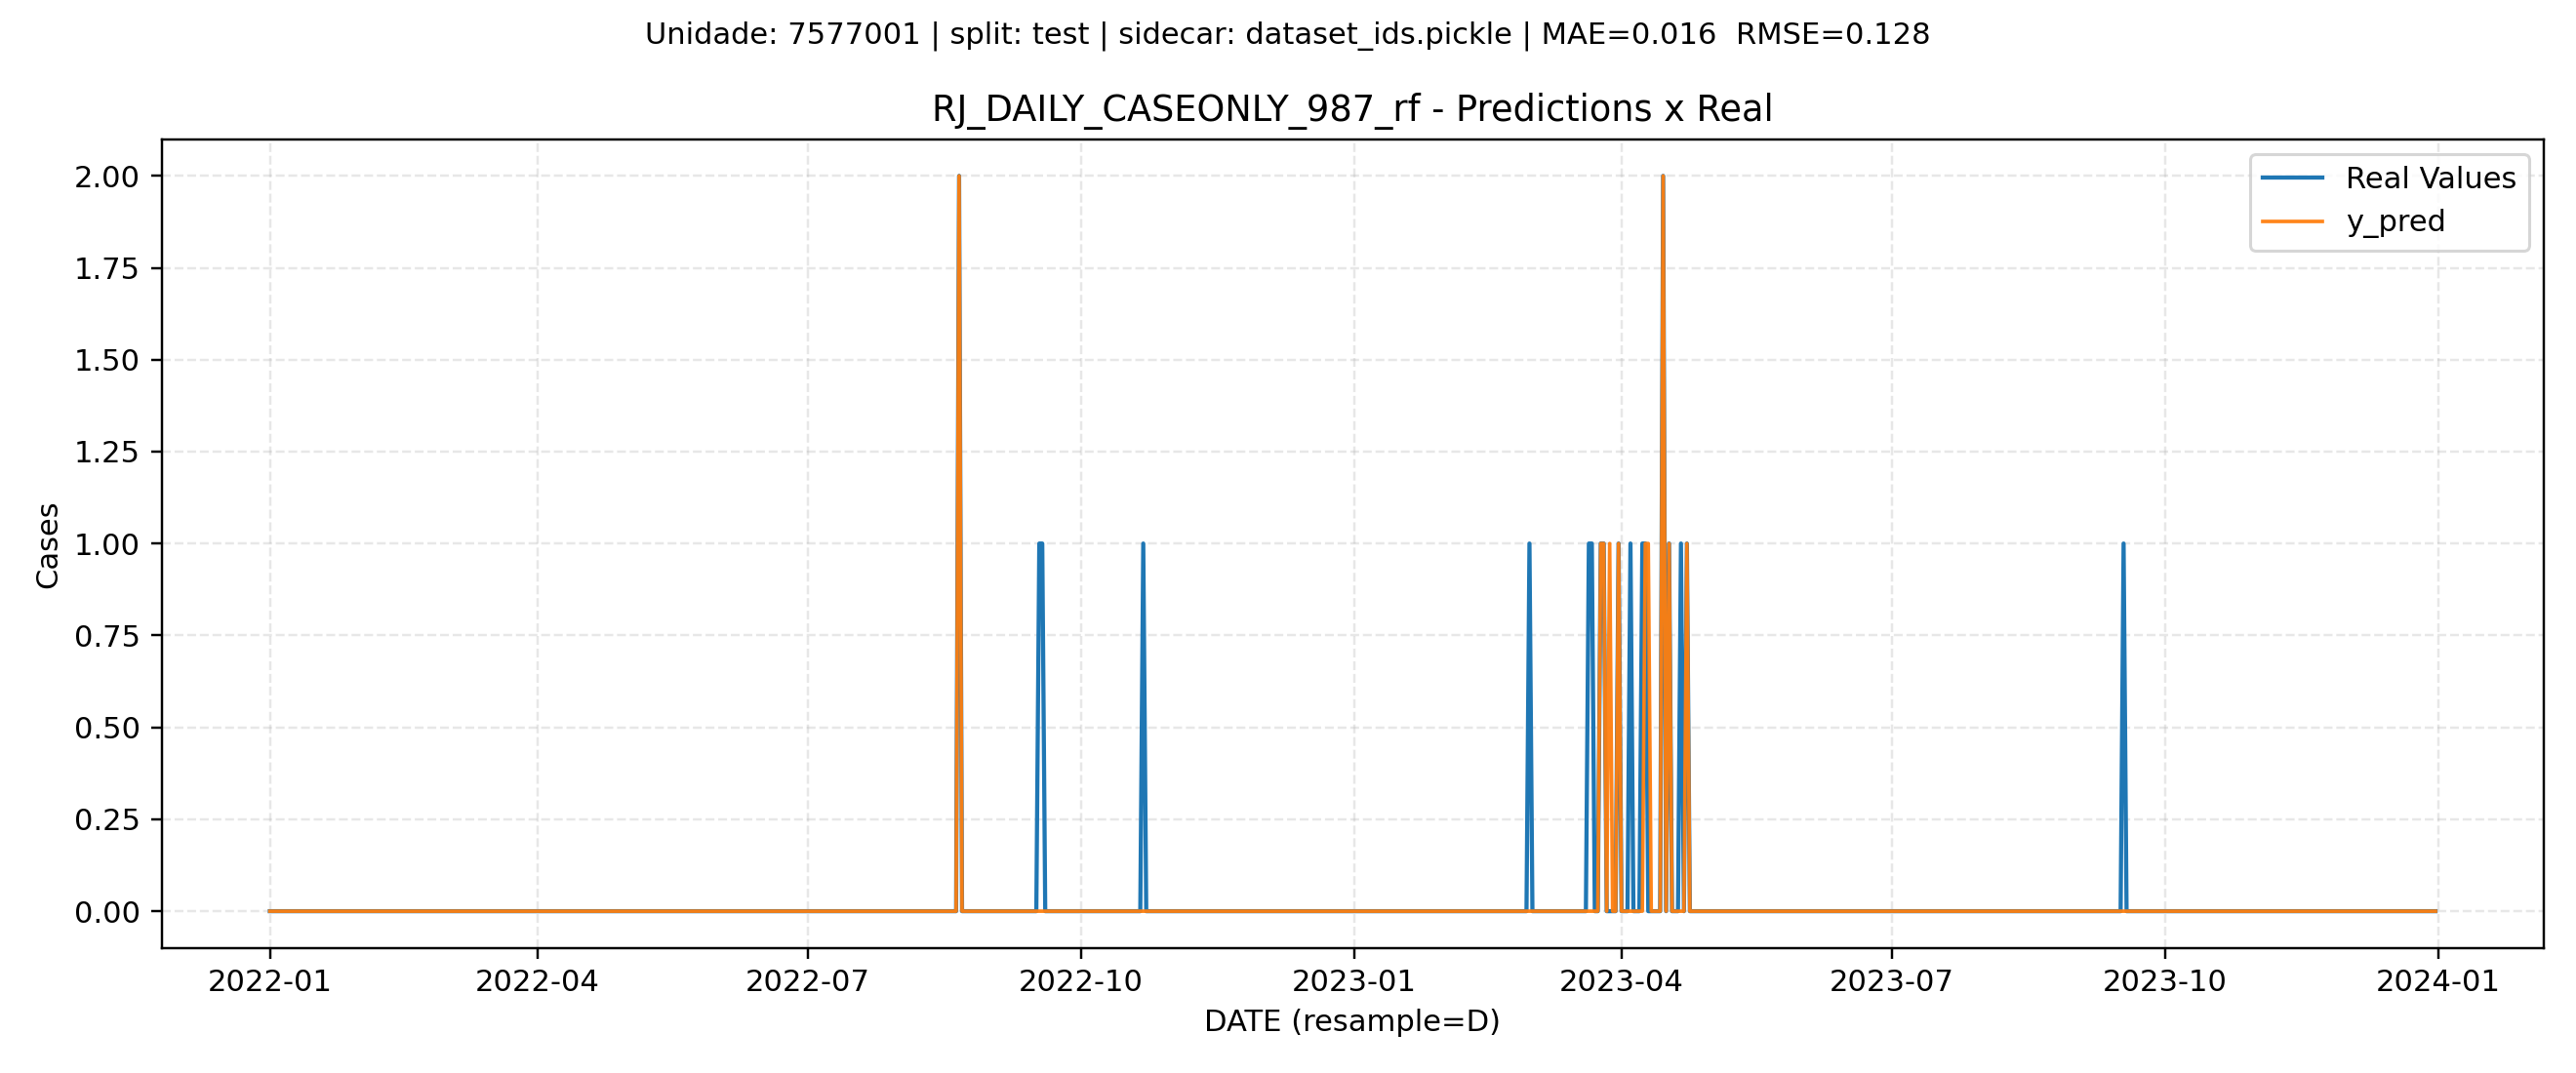 Unidade: 7577001 | split: test | sidecar: dataset_ids.pickle | MAE=0.016  RMSE=0.128
RJ_DAILY_CASEONLY_987_rf - Predictions x Real
Real Values
y_pred
Cases
2.00
1.75
1.50
1.25
1.00
0.75
0.50
0.25
0.00
2022-01 2022-04 2022-07 2022-10 2023-01 2023-04 2023-07 2023-10 2024-01
DATE (resample=D)